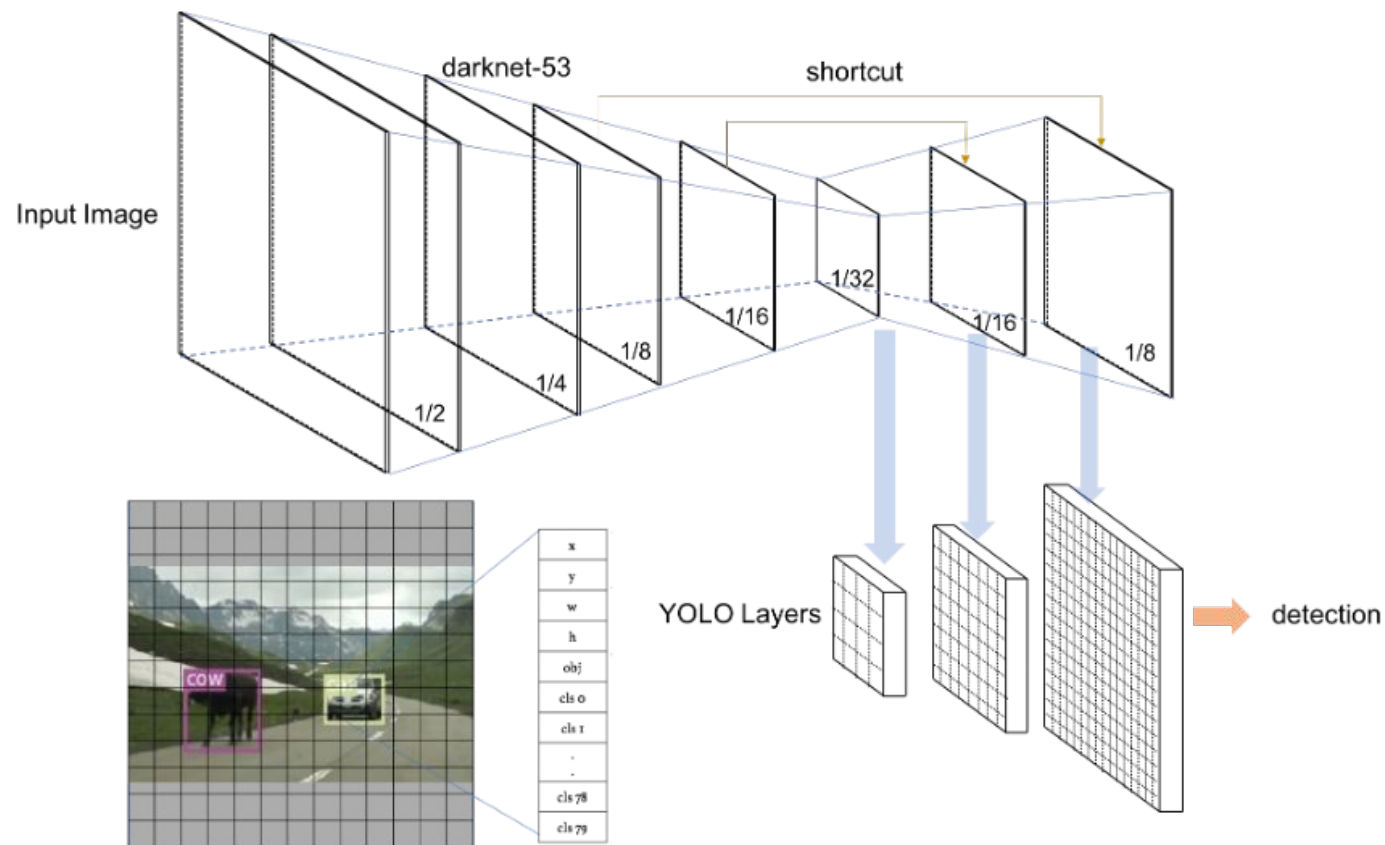 darknet-53
shortcut
Input Image
1/2
1/4
1/8
1/16
1/32
1/16
1/8
cow
x
y
w
h
obj
cls 0
cls 1
.
.
cls 78
cls 79
YOLO Layers
detection